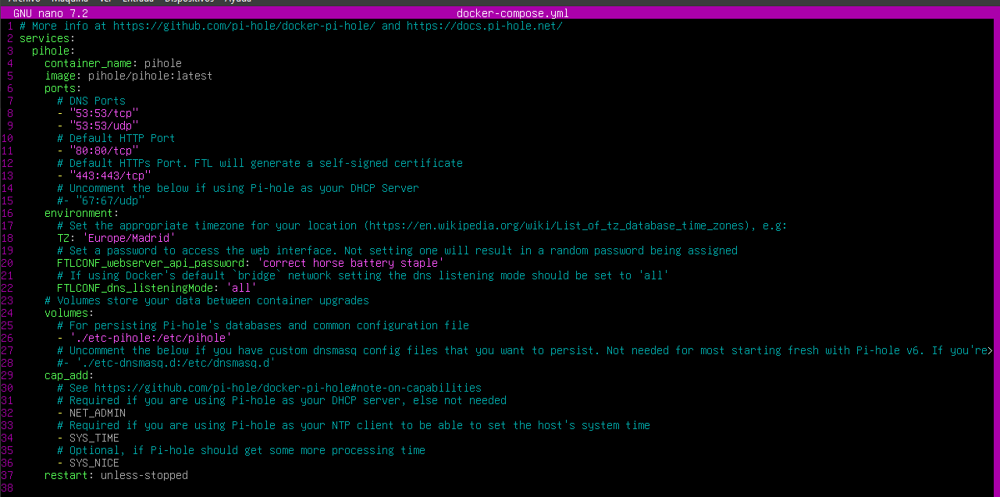 Archivo Máquina Ver Entrada Dispositivos Ayuda
GNU nano 7.2 docker-compose.yml
1 # More info at https://github.com/pi-hole/docker-pi-hole/ and https://docs.pi-hole.net/
2 services:
3   pihole:
4     container_name: pihole
5     image: pihole/pihole:latest
6     ports:
7       # DNS Ports
8       - "53:53/tcp"
9       - "53:53/udp"
10       # Default HTTP Port
11       - "80:80/tcp"
12       # Default HTTPs Port. FTL will generate a self-signed certificate
13       - "443:443/tcp"
14       # Uncomment the below if using Pi-hole as your DHCP Server
15       #- "67:67/udp"
16     environment:
17       # Set the appropriate timezone for your location (https://en.wikipedia.org/wiki/List_of_tz_database_time_zones), e.g:
18       TZ: 'Europe/Madrid'
19       # Set a password to access the web interface. Not setting one will result in a random password being assigned
20       FTLCONF_webserver_api_password: 'correct horse battery staple'
21       # If using Docker's default `bridge` network setting the dns listening mode should be set to 'all'
22       FTLCONF_dns_listeningMode: 'all'
23     # Volumes store your data between container upgrades
24     volumes:
25       # For persisting Pi-hole's databases and common configuration file
26       - './etc-pihole:/etc/pihole'
27       # Uncomment the below if you have custom dnsmasq config files that you want to persist. Not needed for most starting fresh with Pi-hole v6. If you're>
28       #- './etc-dnsmasq.d:/etc/dnsmasq.d'
29     cap_add:
30       # See https://github.com/pi-hole/docker-pi-hole#note-on-capabilities
31       # Required if you are using Pi-hole as your DHCP server, else not needed
32       - NET_ADMIN
33       # Required if you are using Pi-hole as your NTP client to be able to set the host's system time
34       - SYS_TIME
35       # Optional, if Pi-hole should get some more processing time
36       - SYS_NICE
37     restart: unless-stopped
38